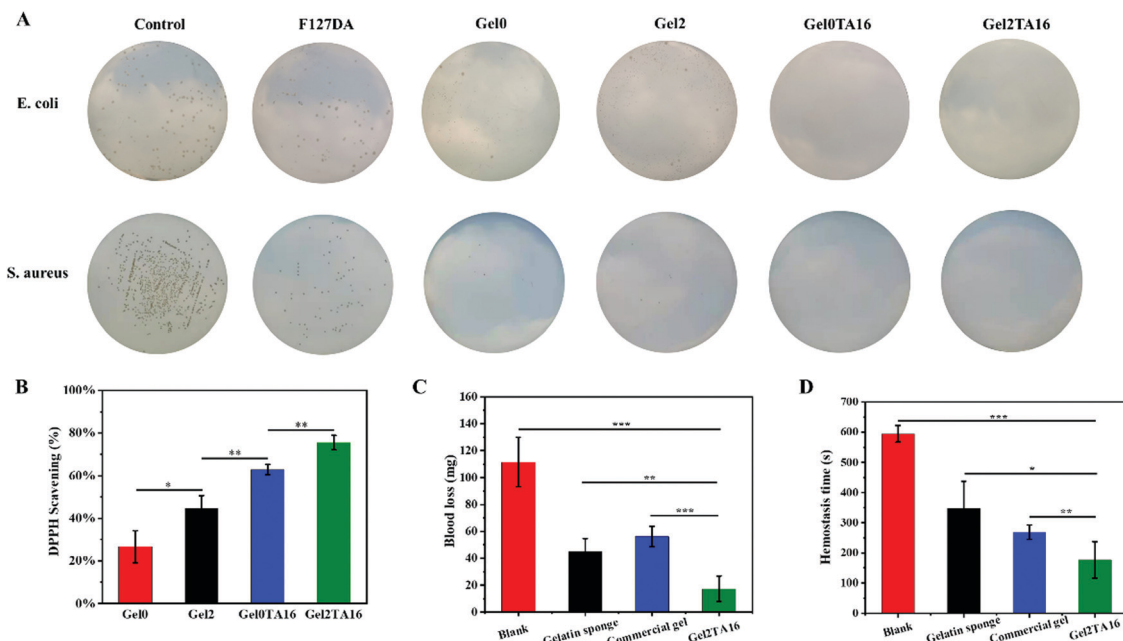 A
Control F127DA Gel0 Gel2 Gel0TA16 Gel2TA16
E. coli
S. aureus
B
DPPH Scavening (%)
100%
80%
60%
40%
20%
0%
* ** **
Gel0 Gel2 Gel0TA16 Gel2TA16
C
Blood loss (mg)
160
140
120
100
80
60
40
20
0
***
**
***
Blank Gelatin sponge Commercial gel Gel2TA16
D
Hemostasis time (s)
700
600
500
400
300
200
100
0
***
*
**
Blank Gelatin sponge Commercial gel Gel2TA16